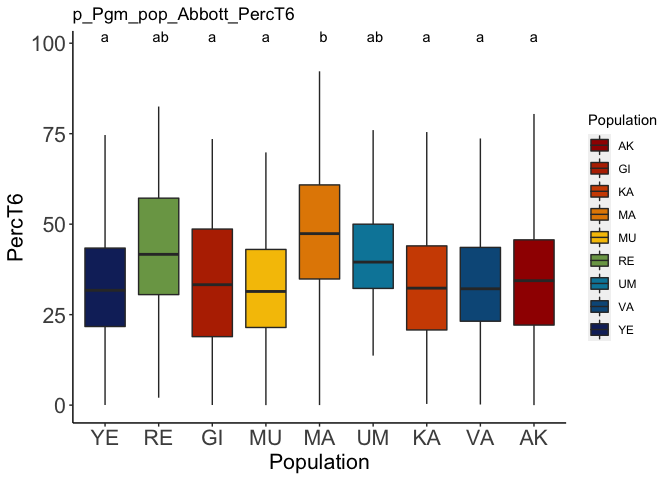 p_Pgm_pop_Abbott_PercT6
a ab a a b ab a a a
100
75
50
25
0
PercT6
YE RE GI MU MA UM KA VA AK
Population
Population
AK
GI
KA
MA
MU
RE
UM
VA
YE